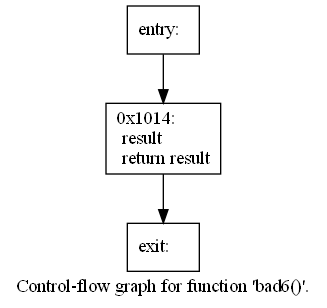 entry:
0x1014:
result
return result
exit:
Control-flow graph for function 'bad6()'.